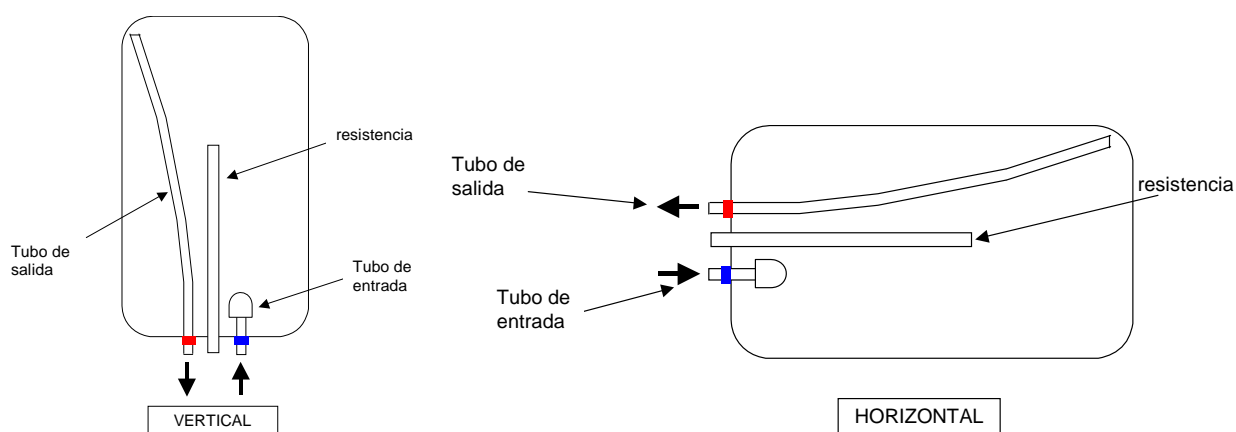 resistencia
Tubo de
salida
Tubo de
entrada
VERTICAL
Tubo de
salida
resistencia
Tubo de
entrada
HORIZONTAL